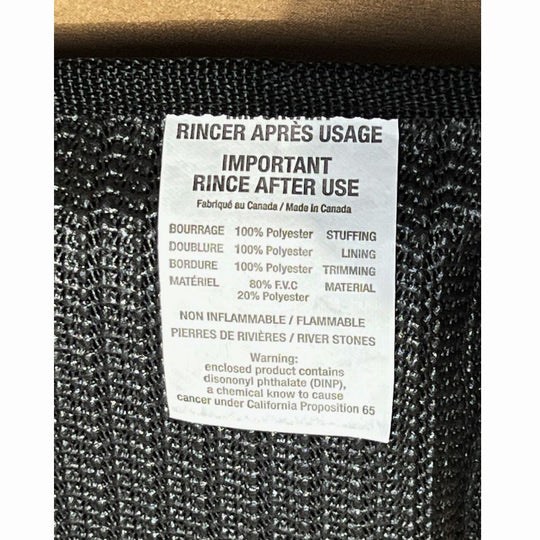 IMPORTANT
RINCER APRÈS USAGE
IMPORTANT
RINCE AFTER USE
Fabriqué au Canada / Made in Canada
BOURRAGE 100% Polyester STUFFING
DOUBLURE 100% Polyester LINING
BORDURE 100% Polyester TRIMMING
MATÉRIEL 80% F.V.C MATERIAL
20% Polyester
NON INFLAMMABLE / FLAMMABLE
PIERRES DE RIVIÈRES / RIVER STONES
Warning:
enclosed product contains
disononyl phthalate (DINP),
a chemical know to cause
cancer under California Proposition 65